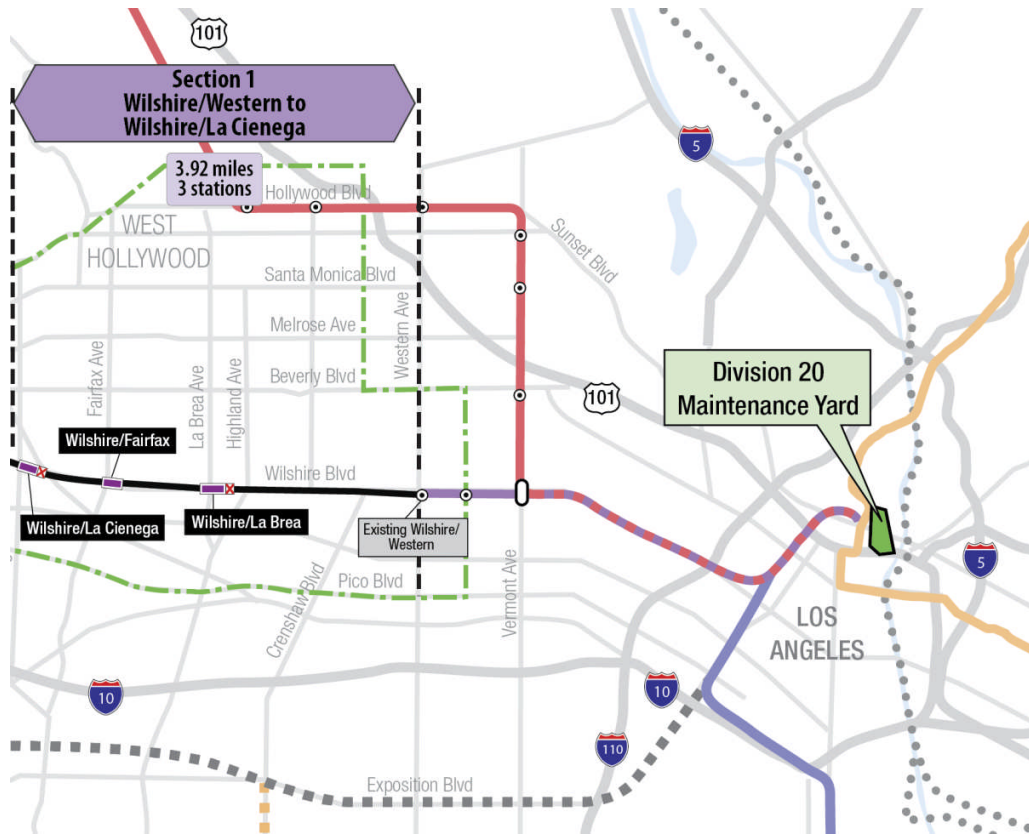 101
Section 1
Wilshire/Western to
Wilshire/La Cienega
5
3.92 miles
3 stations
Hollywood Blvd
WEST
HOLLYWOOD
Sunset Blvd
Santa Monica Blvd
Western Ave
Melrose Ave
Fairfax Ave
La Brea Ave
Highland Ave
Beverly Blvd
101
Division 20
Maintenance Yard
Wilshire/Fairfax
Wilshire Blvd
Wilshire/La Cienega
Wilshire/La Brea
Existing Wilshire/
Western
5
Pico Blvd
Crenshaw Blvd
Vermont Ave
LOS
ANGELES
10
10
110
Exposition Blvd